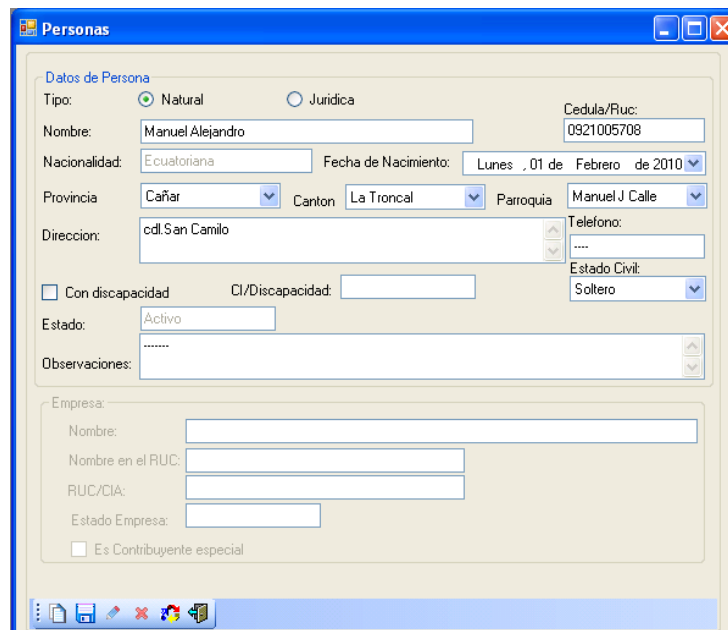 Personas
Datos de Persona
Tipo: Natural Juridica
Cedula/Ruc:
Nombre: Manuel Alejandro 0921005708
Nacionalidad: Ecuatoriana Fecha de Nacimiento: Lunes , 01 de Febrero de 2010
Provincia Cañar Canton La Troncal Parroquia Manuel J Calle
Telefono:
Direccion: cdl.San Camilo
----
Estado Civil:
Con discapacidad CI/Discapacidad: Soltero
Estado: Activo
-------
Observaciones:
Empresa:
Nombre:
Nombre en el RUC:
RUC/CIA:
Estado Empresa:
Es Contribuyente especial